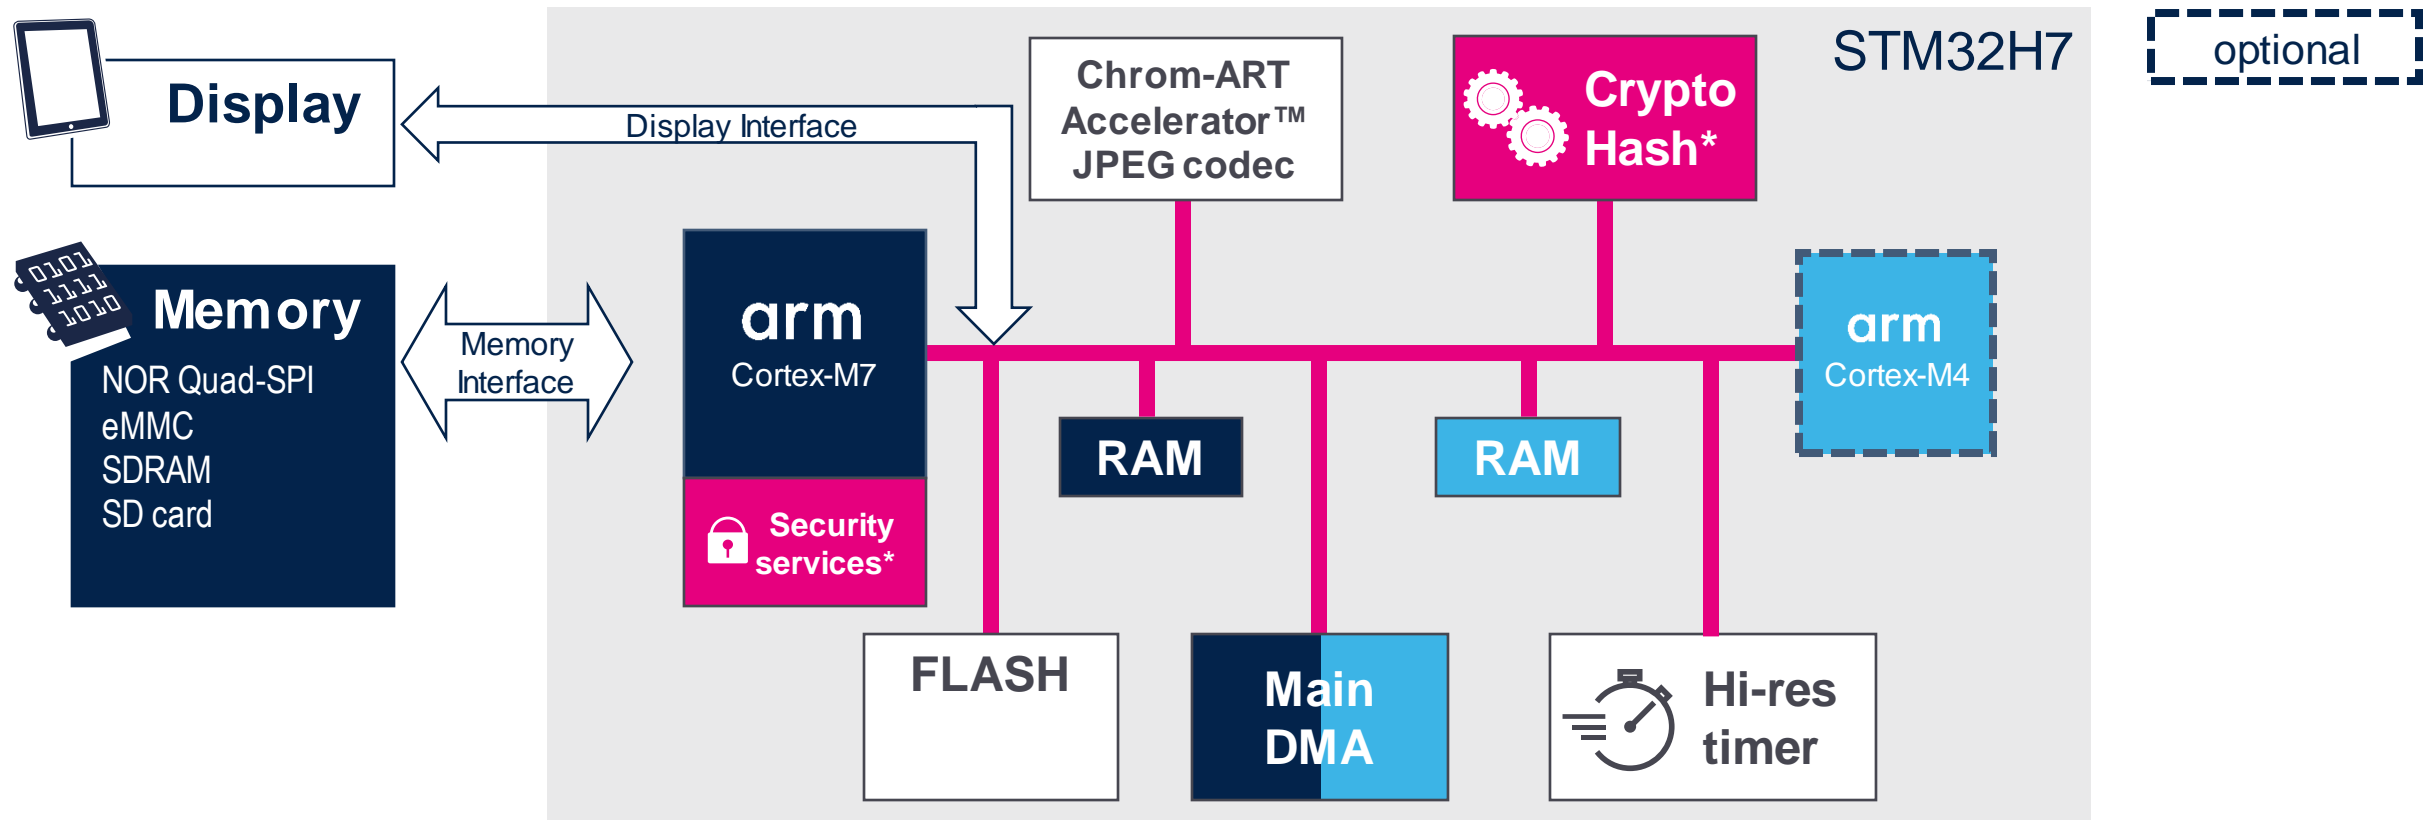 STM32H7
optional
Display
Display Interface
Chrom-ART
Accelerator™
JPEG codec
Crypto
Hash*
0101
1111
1010
Memory
NOR Quad-SPI
eMMC
SDRAM
SD card
Memory
Interface
arm
Cortex-M7
Security
services*
arm
Cortex-M4
RAM
RAM
FLASH
Main
DMA
Hi-res
timer